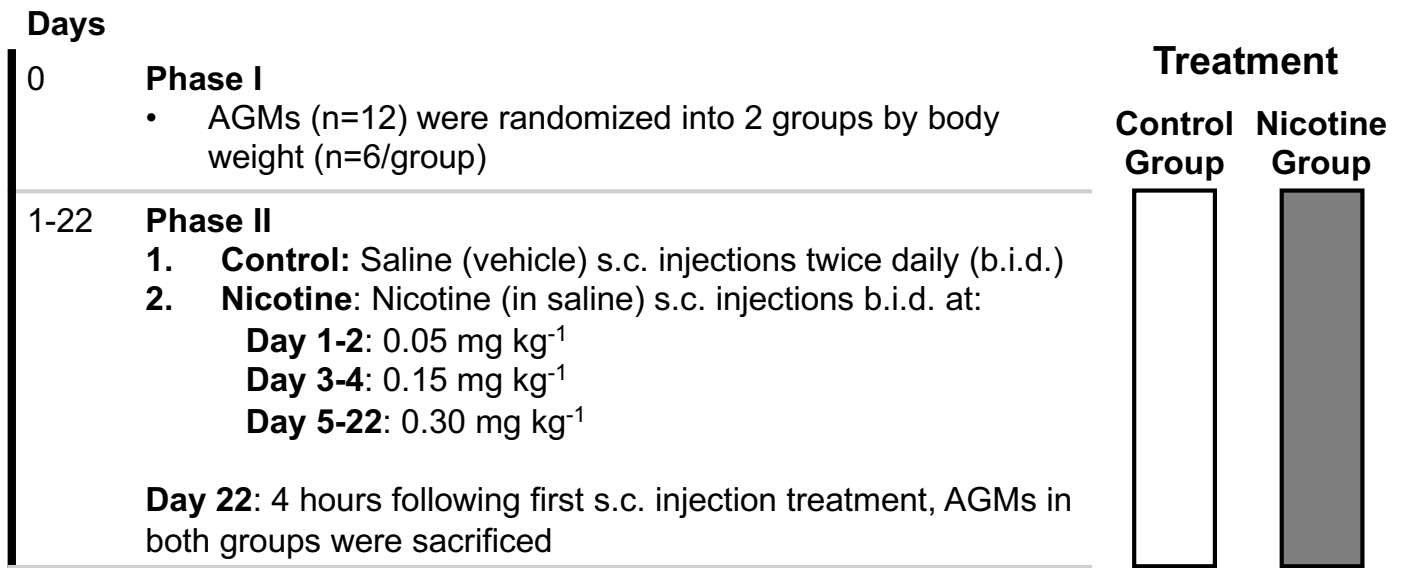 Days
0 Phase I
• AGMs (n=12) were randomized into 2 groups by body
weight (n=6/group)
1-22 Phase II
1. Control: Saline (vehicle) s.c. injections twice daily (b.i.d.)
2. Nicotine: Nicotine (in saline) s.c. injections b.i.d. at:
Day 1-2: 0.05 mg kg⁻¹
Day 3-4: 0.15 mg kg⁻¹
Day 5-22: 0.30 mg kg⁻¹
Day 22: 4 hours following first s.c. injection treatment, AGMs in
both groups were sacrificed
Treatment
Control Nicotine
Group Group